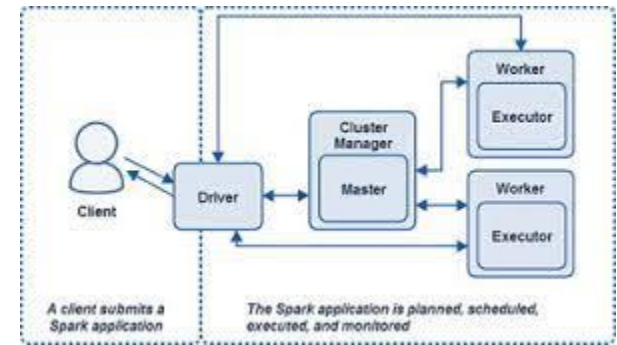 Worker
Executor
Cluster
Manager
Master
Client
Driver
Worker
Executor
A client submits a
Spark application
The Spark application is planned, scheduled,
executed, and monitored